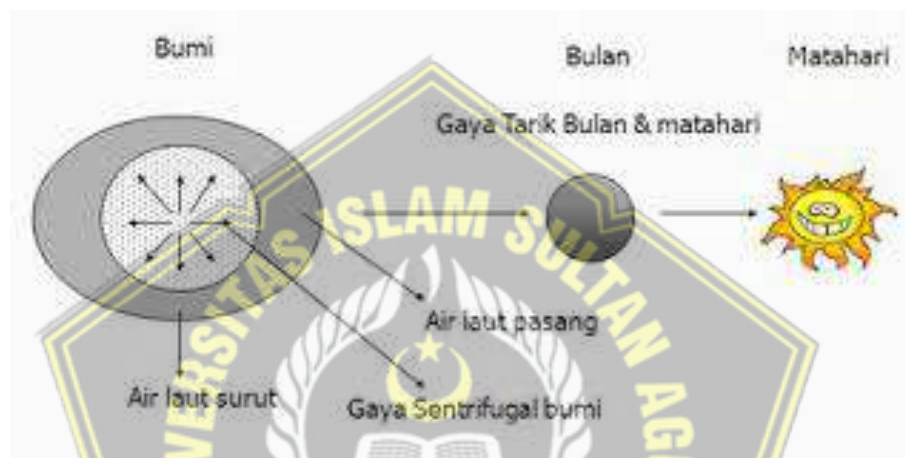 Bumi
Bulan
Matahari
Gaya Tarik Bulan & matahari
Air laut pasang
Air laut surut
Gaya Sentrifugal bumi
VERSITAS ISLAM SULTAN AG